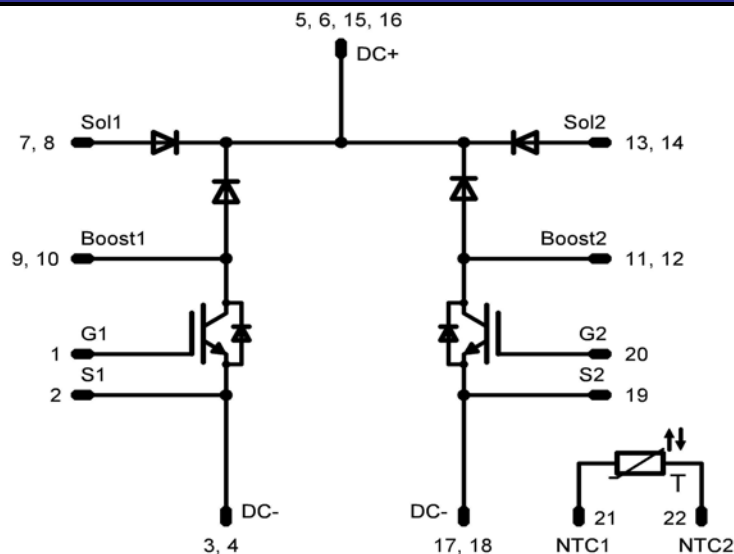 5, 6, 15, 16
DC+
Sol1
Sol2
7, 8
13, 14
Boost1
Boost2
9, 10
11, 12
G1
G2
1
20
S1
S2
2
19
T
DC-
DC-
21
22
3, 4
17, 18
NTC1
NTC2